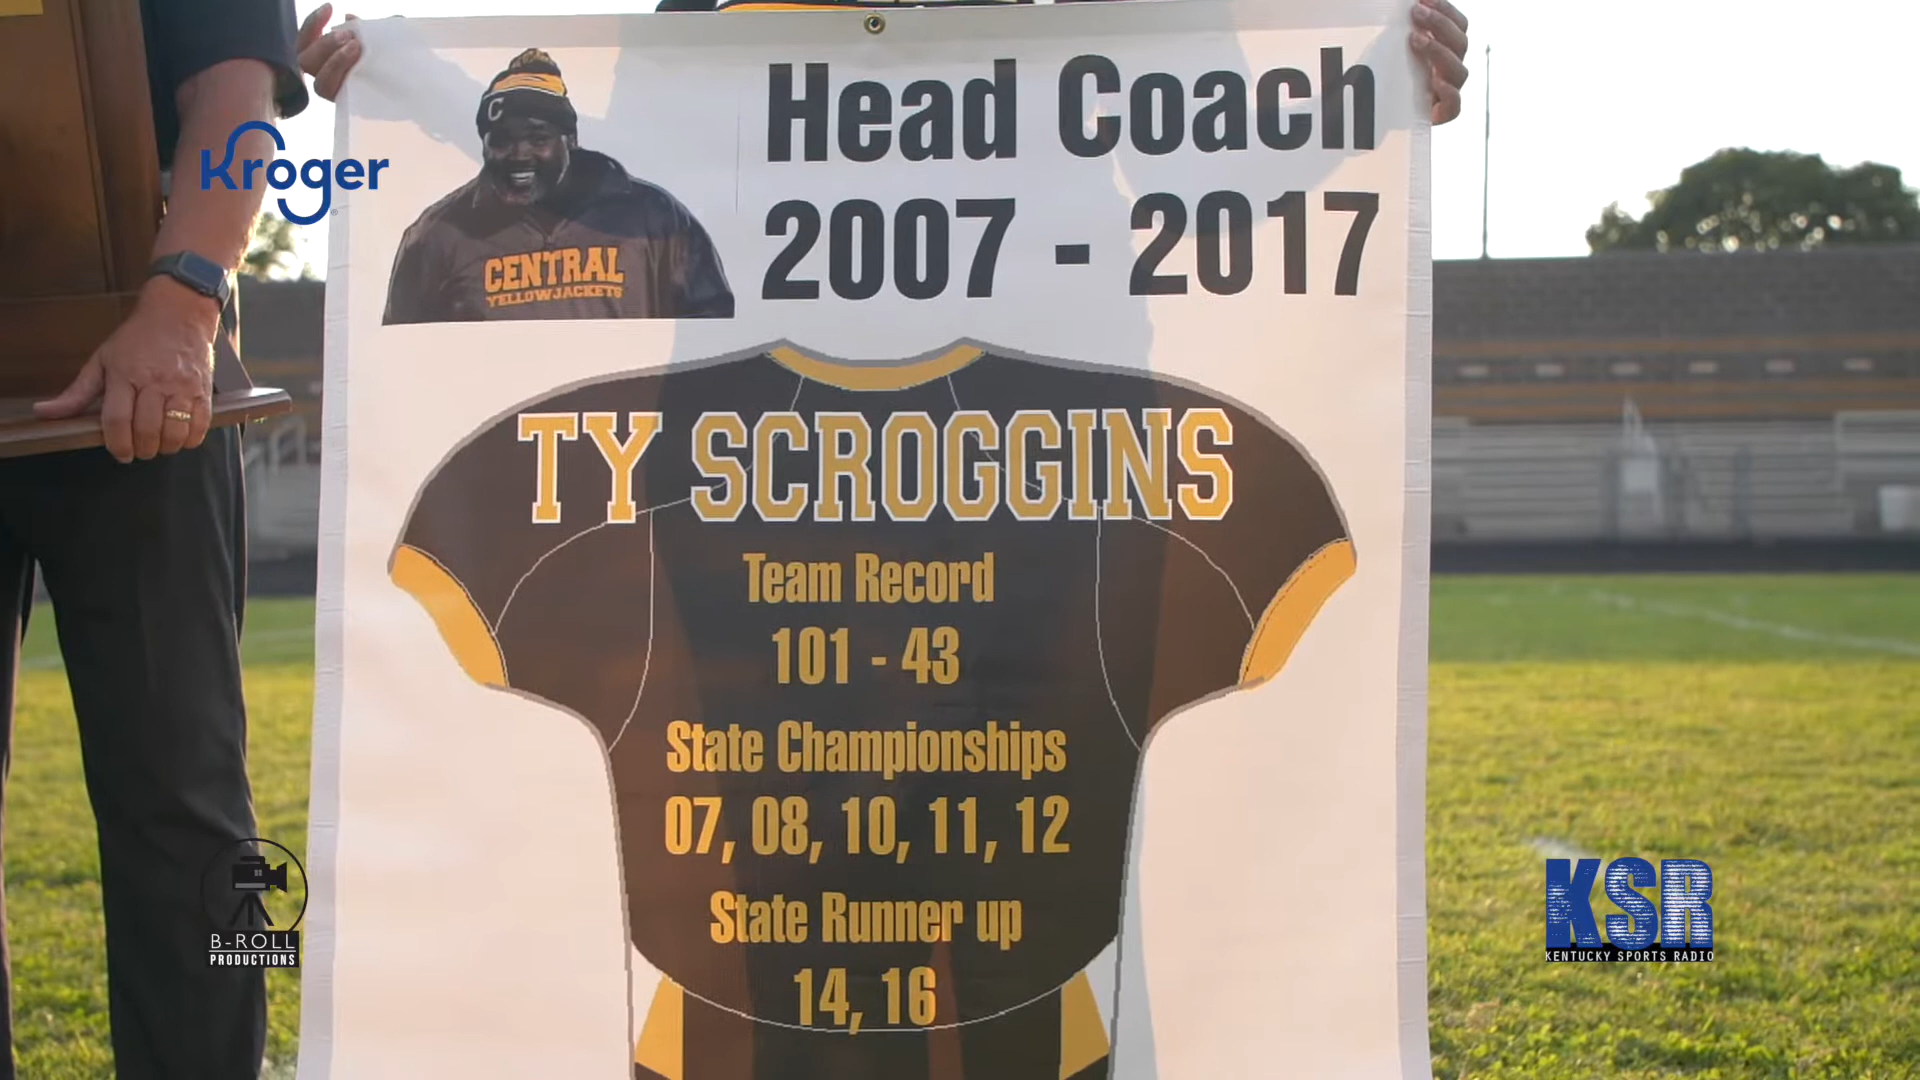 Head Coach
2007 - 2017
Kroger
C
CENTRAL
YELLOWJACKETS
TY SCROGGINS
Team Record
101 - 43
State Championships
07, 08, 10, 11, 12
State Runner up
14, 16
B-ROLL
PRODUCTIONS
KSR
KENTUCKY SPORTS RADIO